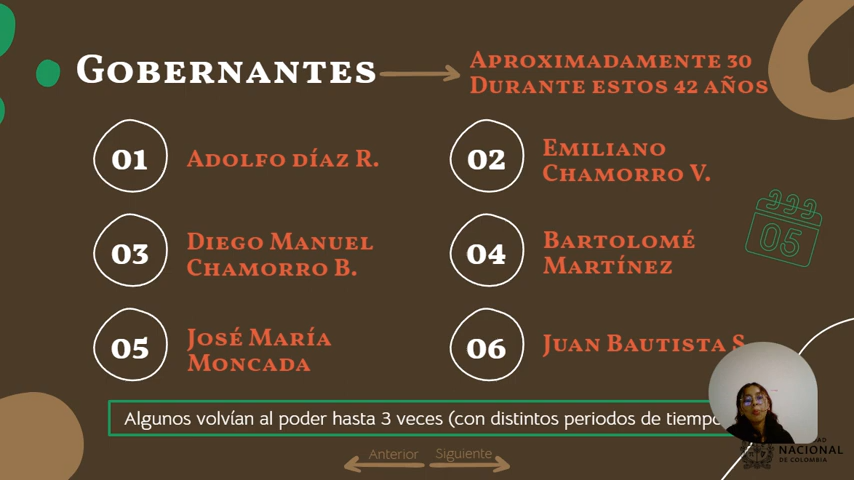 Gobernantes
Aproximadamente 30
Durante estos 42 años
01
Adolfo díaz R.
02
Emiliano
Chamorro V.
03
Diego Manuel
Chamorro B.
04
Bartolomé
Martínez
05
05
José María
Moncada
06
Juan Bautista S
Algunos volvían al poder hasta 3 veces (con distintos periodos de tiempo
Anterior
Siguiente
NACIONAL
DE COLOMBIA